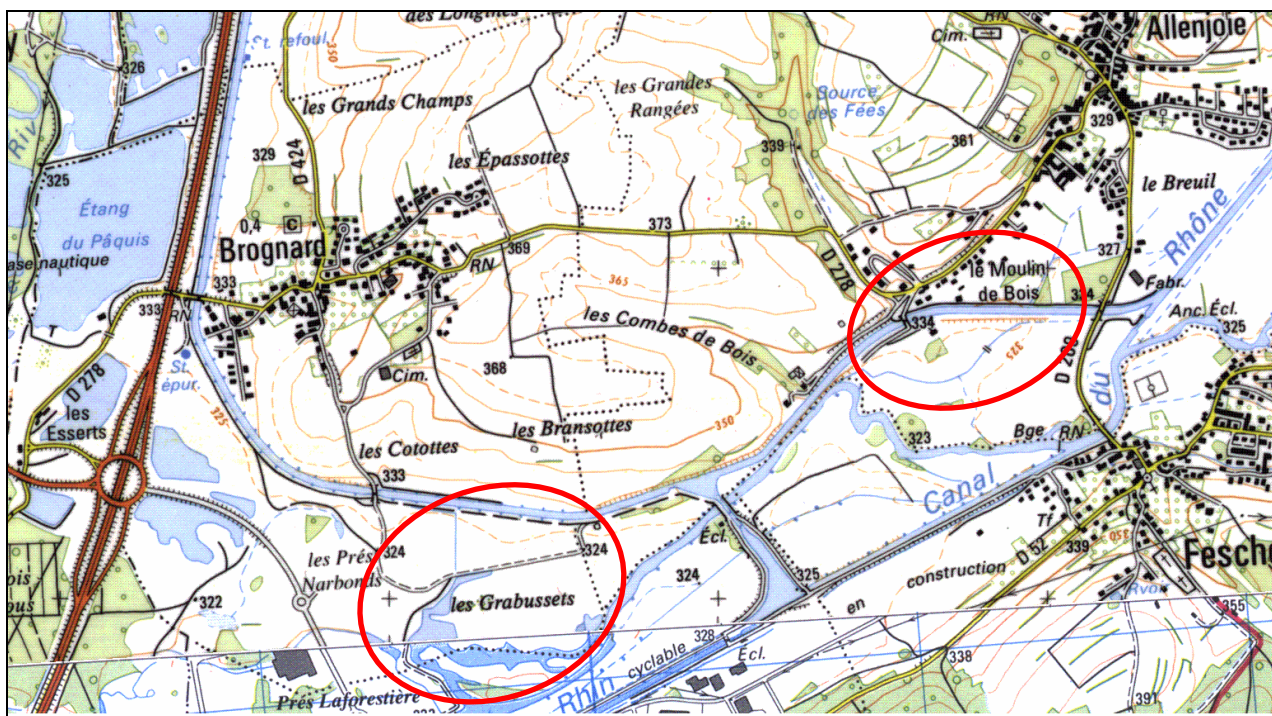 des Longines
RN
Cim.
Allenjoie
St. refoul.
350
326
les Grands Champs
les Grandes
Rangées
Source
des Fées
329
361
339
329
D 424
les Épassottes
325
Étang
du Pâquis
ase nautique
0,4
C
Brognard
373
369
RN
le Breuil
327
Rhône
D 278
le Moulin
de Bois
333
333
RN
365
les Combes de Bois
334
324
Fabr.
Anc. Écl.
325
St.
épur.
368
Cim.
325
D 278
les
Esserts
325
les Bransottes
350
323
Bge
RN
du
les Cotottes
333
Canal
Tf
339
350
D 52
Fesch
les Prés
Narbonds
324
324
Écl.
324
325
construction
en
322
les Grabussets
328
cyclable
Écl.
Rhin
338
355
391
Prés Laforestière